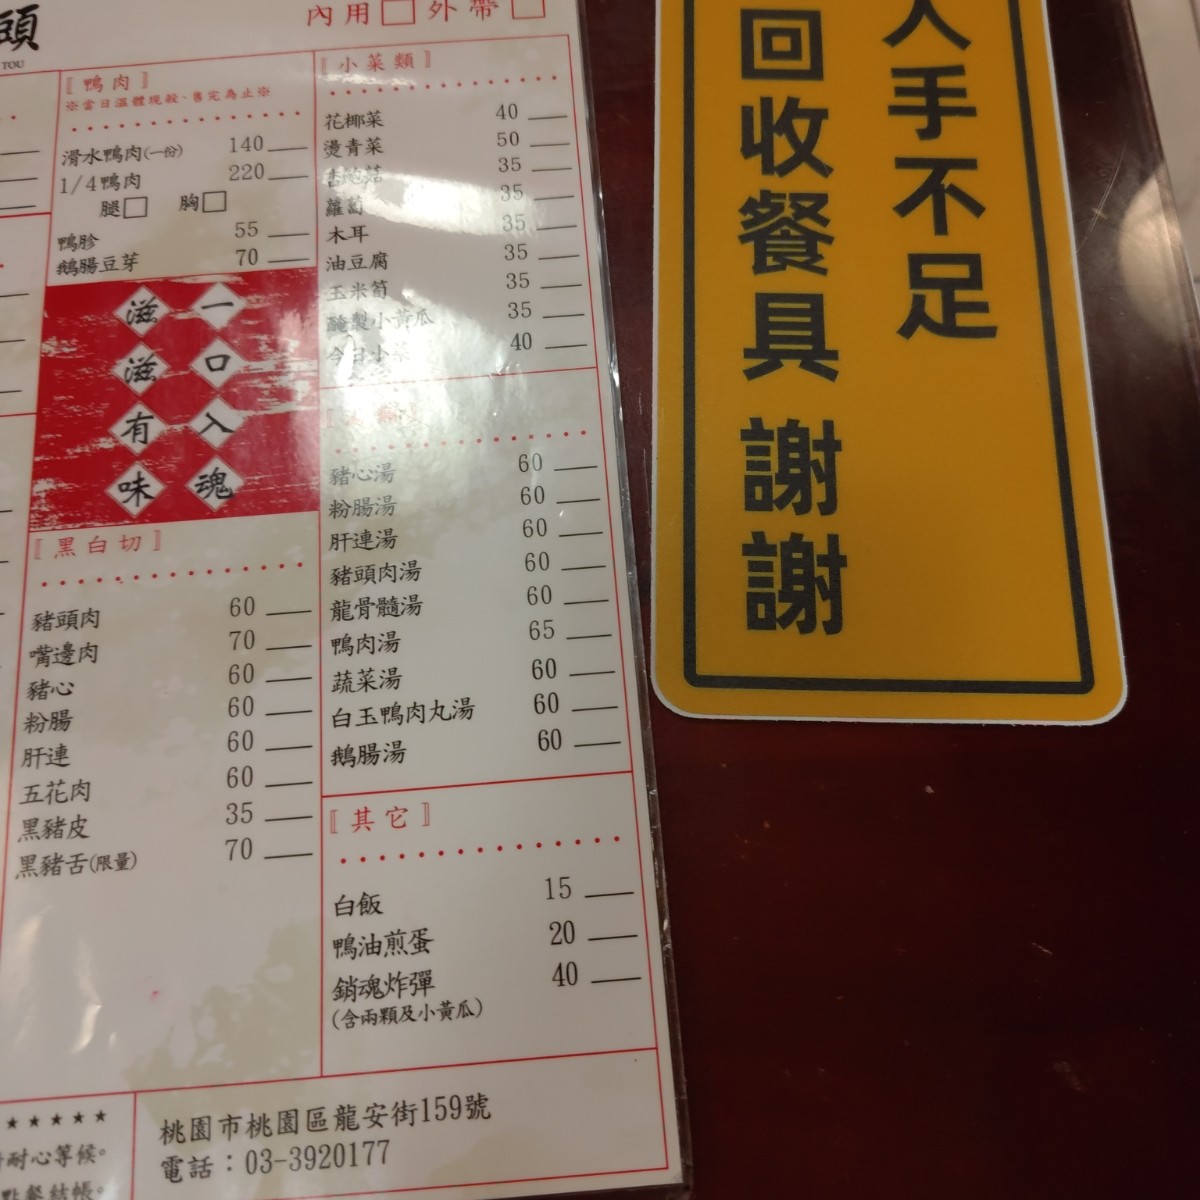 頭
TOU
內用 外帶
〖鴨肉〗
※當日溫體現殺、售完為止※
滑水鴨肉(一份) 140
1/4鴨肉 220
腿 胸
鴨胗 55
鵝腸豆芽 70
一口入魂
滋滋有味
〖黑白切〗
豬頭肉 60
嘴邊肉 70
豬心 60
粉腸 60
肝連 60
五花肉 60
黑豬皮 35
黑豬舌(限量) 70
〖小菜類〗
花椰菜 40
燙青菜 50
35
蘿蔔 35
木耳 35
油豆腐 35
玉米筍 35
醃製小黃瓜 35
今日小菜 40
豬心湯 60
粉腸湯 60
肝連湯 60
豬頭肉湯 60
龍骨髓湯 60
鴨肉湯 65
蔬菜湯 60
白玉鴨肉丸湯 60
鵝腸湯 60
〖其它〗
白飯 15
鴨油煎蛋 20
銷魂炸彈 40
(含兩顆及小黃瓜)
耐心等候。
點餐結帳。
桃園市桃園區龍安街159號
電話：03-3920177
人手不足
回收餐具 謝謝